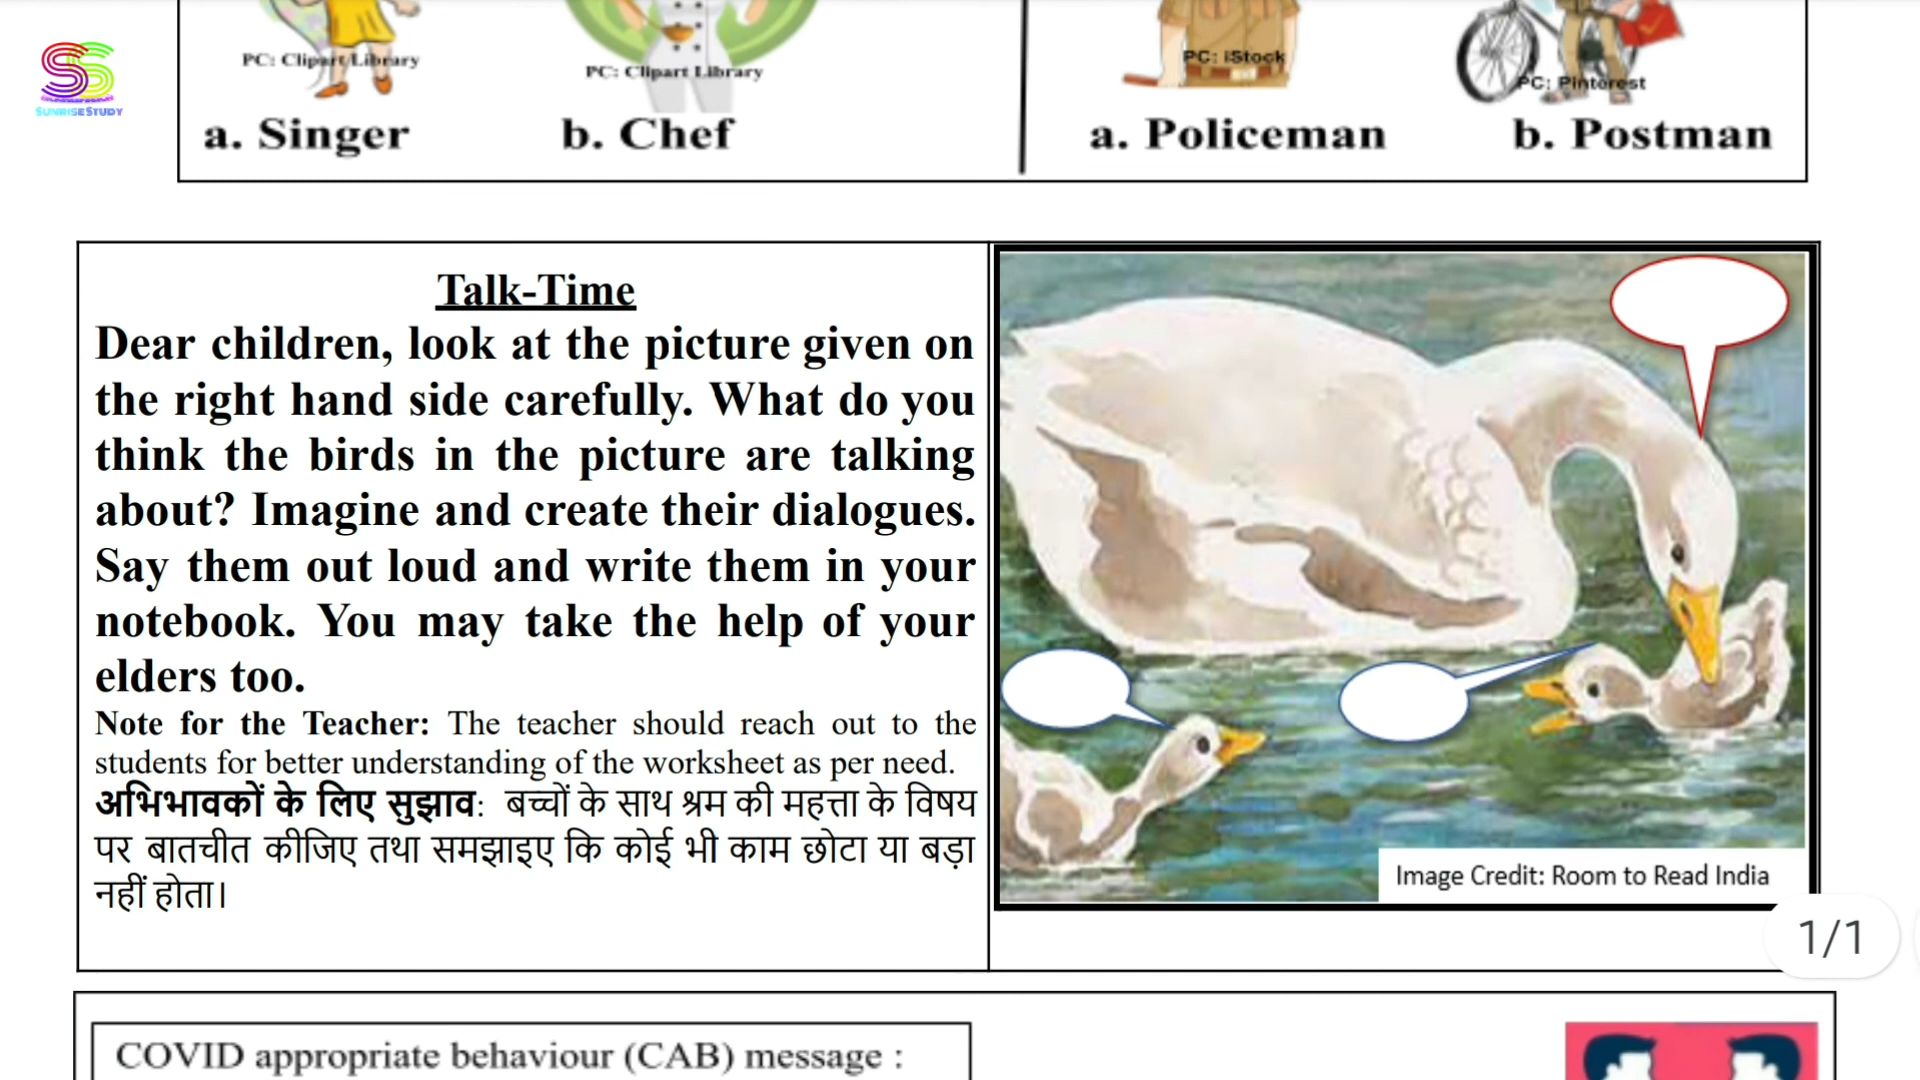 PC: Clipart Library
PC: Clipart Library
PC: iStock
PC: Pinterest
SS
SUNRISESTUDY
a. Singer
b. Chef
a. Policeman
b. Postman
Talk-Time
Dear children, look at the picture given on
the right hand side carefully. What do you
think the birds in the picture are talking
about? Imagine and create their dialogues.
Say them out loud and write them in your
notebook. You may take the help of your
elders too.
Note for the Teacher: The teacher should reach out to the
students for better understanding of the worksheet as per need.
अभिभावकों के लिए सुझाव: बच्चों के साथ श्रम की महत्ता के विषय
पर बातचीत कीजिए तथा समझाइए कि कोई भी काम छोटा या बड़ा
नहीं होता।
Image Credit: Room to Read India
1/1
COVID appropriate behaviour (CAB) message :